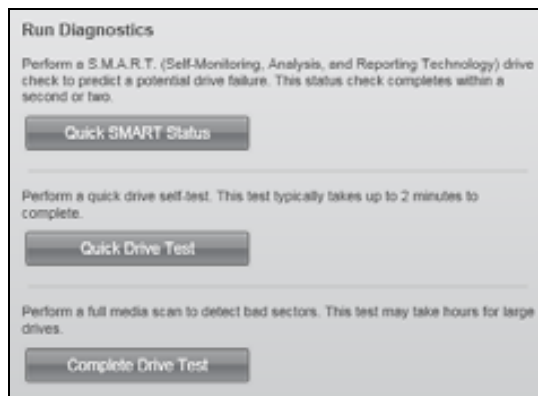 Run Diagnostics
Perform a S.M.A.R.T. (Self-Monitoring, Analysis, and Reporting Technology) drive
check to predict a potential drive failure. This status check completes within a
second or two.
Quick SMART Status
Perform a quick drive self-test. This test typically takes up to 2 minutes to
complete.
Quick Drive Test
Perform a full media scan to detect bad sectors. This test may take hours for large
drives.
Complete Drive Test